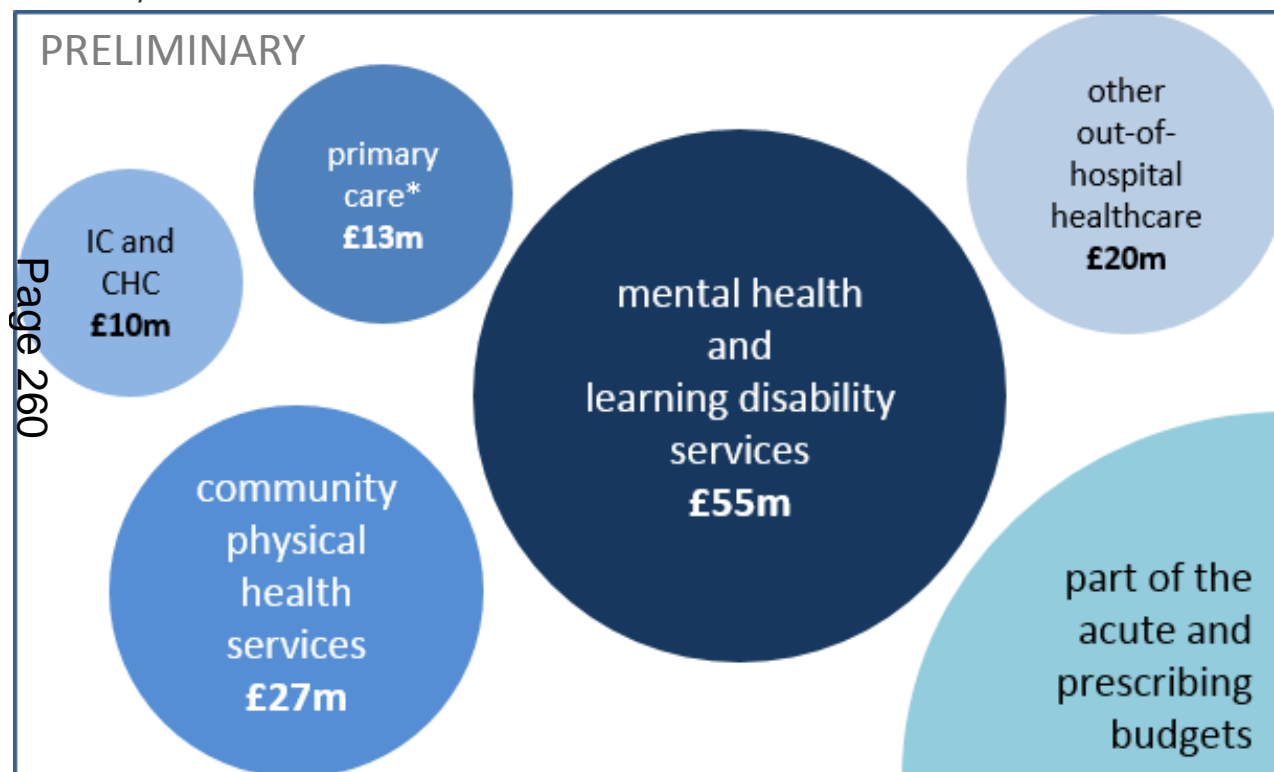 PRELIMINARY
primary
care*
£13m
other
out-of-
hospital
healthcare
£20m
IC and
CHC
£10m
mental health
and
learning disability
services
£55m
Page 260
community
physical
health
services
£27m
part of the
acute and
prescribing
budgets